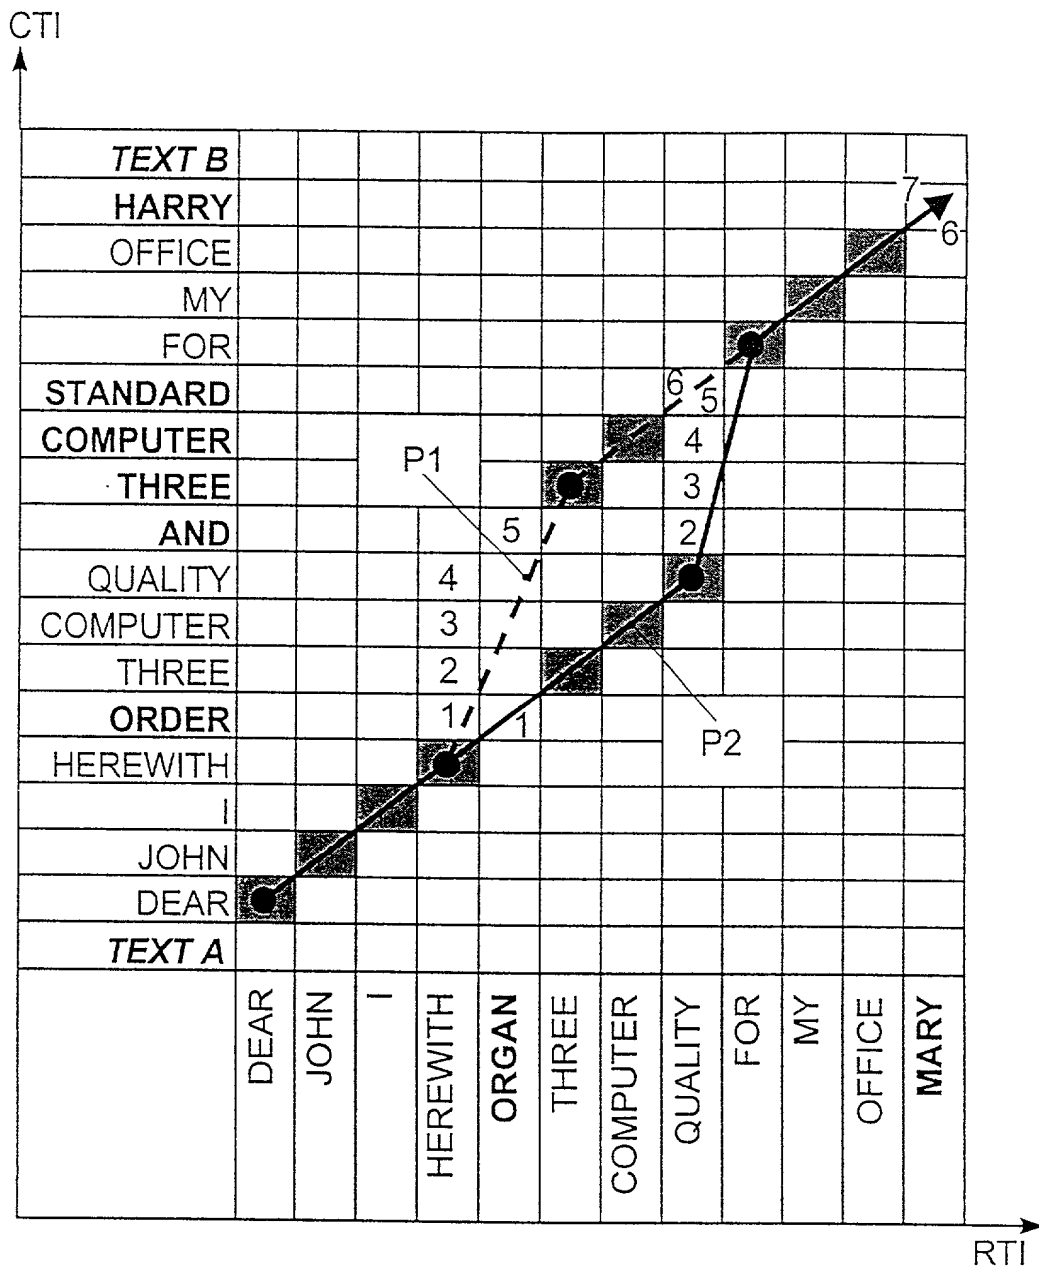 CTI
TEXT B
HARRY 7
OFFICE 6
MY
FOR
STANDARD 6 5
COMPUTER 4
P1
THREE 3
AND 5 2
QUALITY 4
COMPUTER 3
THREE 2
ORDER 1 1
P2
HEREWITH
I
JOHN
DEAR
TEXT A
DEAR
JOHN
I
HEREWITH
ORGAN
THREE
COMPUTER
QUALITY
FOR
MY
OFFICE
MARY
RTI